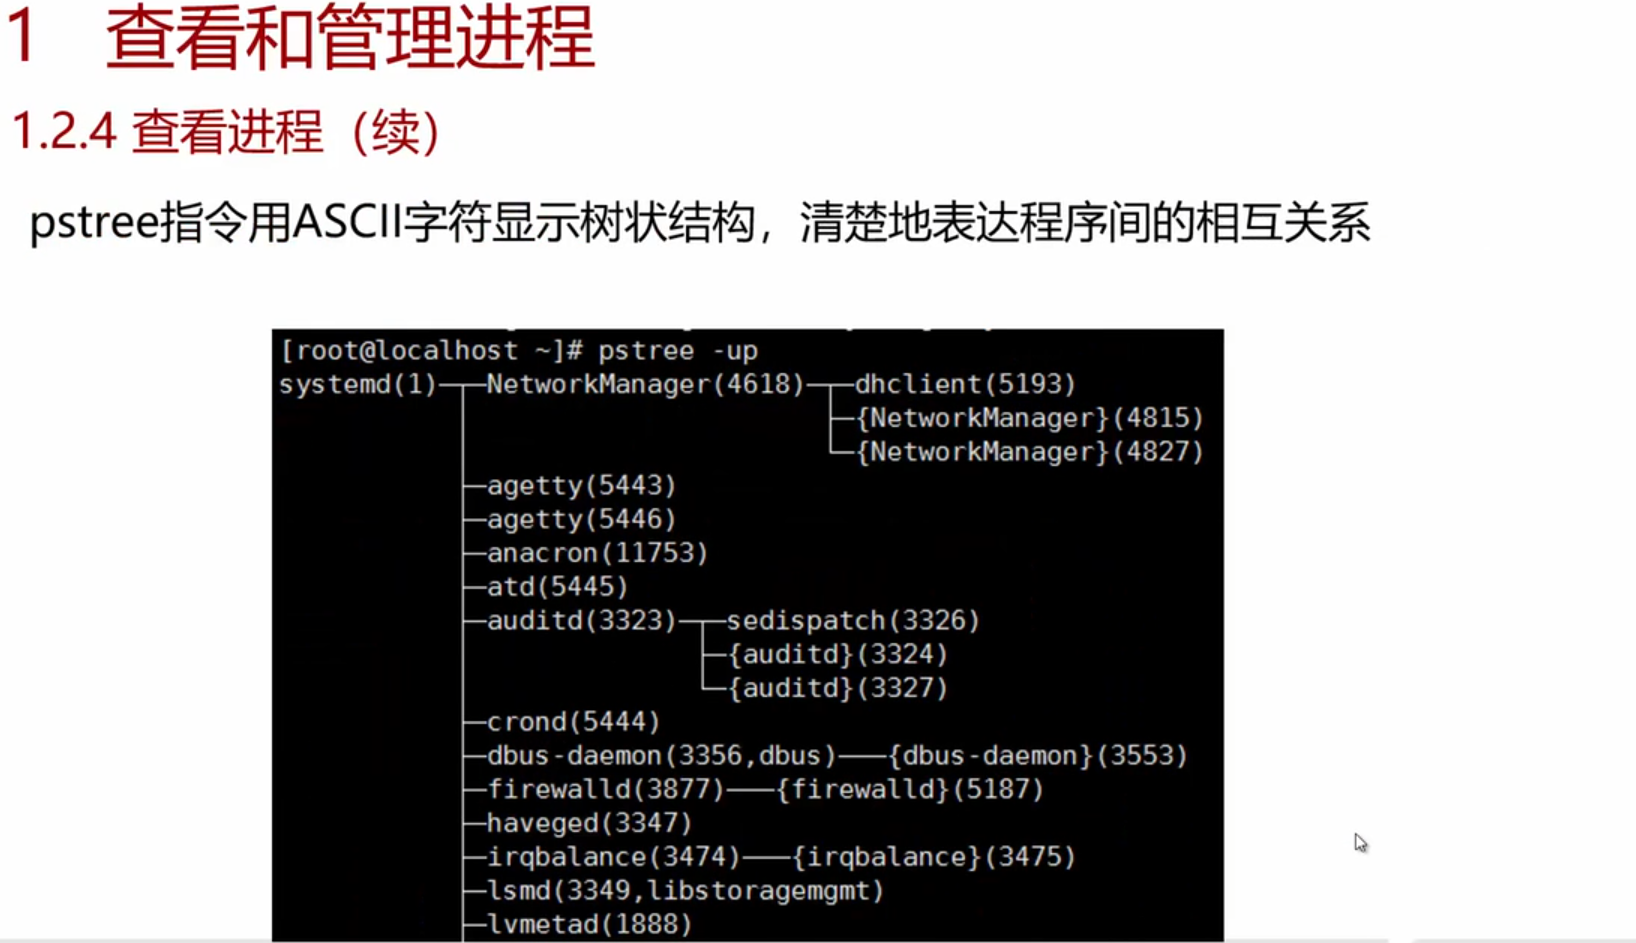 1 查看和管理进程
1.2.4 查看进程（续）
pstree指令用ASCII字符显示树状结构，清楚地表达程序间的相互关系
[root@localhost ~]# pstree -up
systemd(1)─┬─NetworkManager(4618)─┬─dhclient(5193)
├─{NetworkManager}(4815)
└─{NetworkManager}(4827)
├─agetty(5443)
├─agetty(5446)
├─anacron(11753)
├─atd(5445)
├─auditd(3323)─┬─sedispatch(3326)
├─{auditd}(3324)
└─{auditd}(3327)
├─crond(5444)
├─dbus-daemon(3356,dbus)───{dbus-daemon}(3553)
├─firewalld(3877)───{firewalld}(5187)
├─haveged(3347)
├─irqbalance(3474)───{irqbalance}(3475)
├─lsmd(3349,libstoragemgmt)
├─lvmetad(1888)